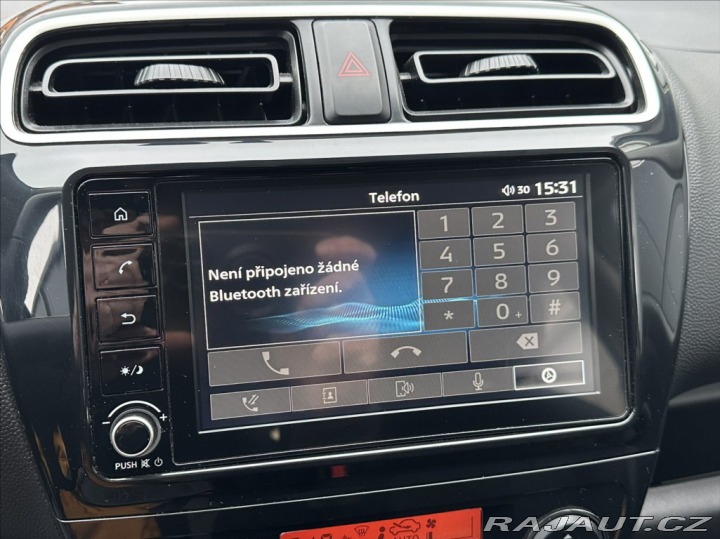 Telefon
30 15:31
Není připojeno žádné
Bluetooth zařízení.
1 2 3
4 5 6
7 8 9
* 0+ #
- +
PUSH
AUTO
RAJAUT.CZ